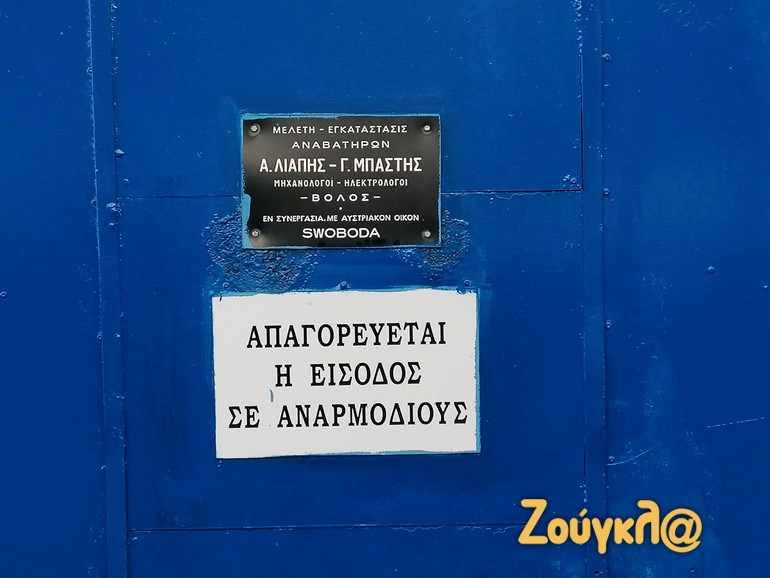 ΜΕΛΕΤΗ - ΕΓΚΑΤΑΣΤΑΣΙΣ
ΑΝΑΒΑΤΗΡΩΝ
Α. ΛΙΑΠΗΣ - Γ. ΜΠΑΣΤΗΣ
ΜΗΧΑΝΟΛΟΓΟΙ - ΗΛΕΚΤΡΟΛΟΓΟΙ
- ΒΟΛΟΣ -
ΕΝ ΣΥΝΕΡΓΑΣΙΑ. ΜΕ ΑΥΣΤΡΙΑΚΟΝ ΟΙΚΟΝ
SWOBODA
ΑΠΑΓΟΡΕΥΕΤΑΙ
Η ΕΙΣΟΔΟΣ
ΣΕ ΑΝΑΡΜΟΔΙΟΥΣ
Ζούγκλ@